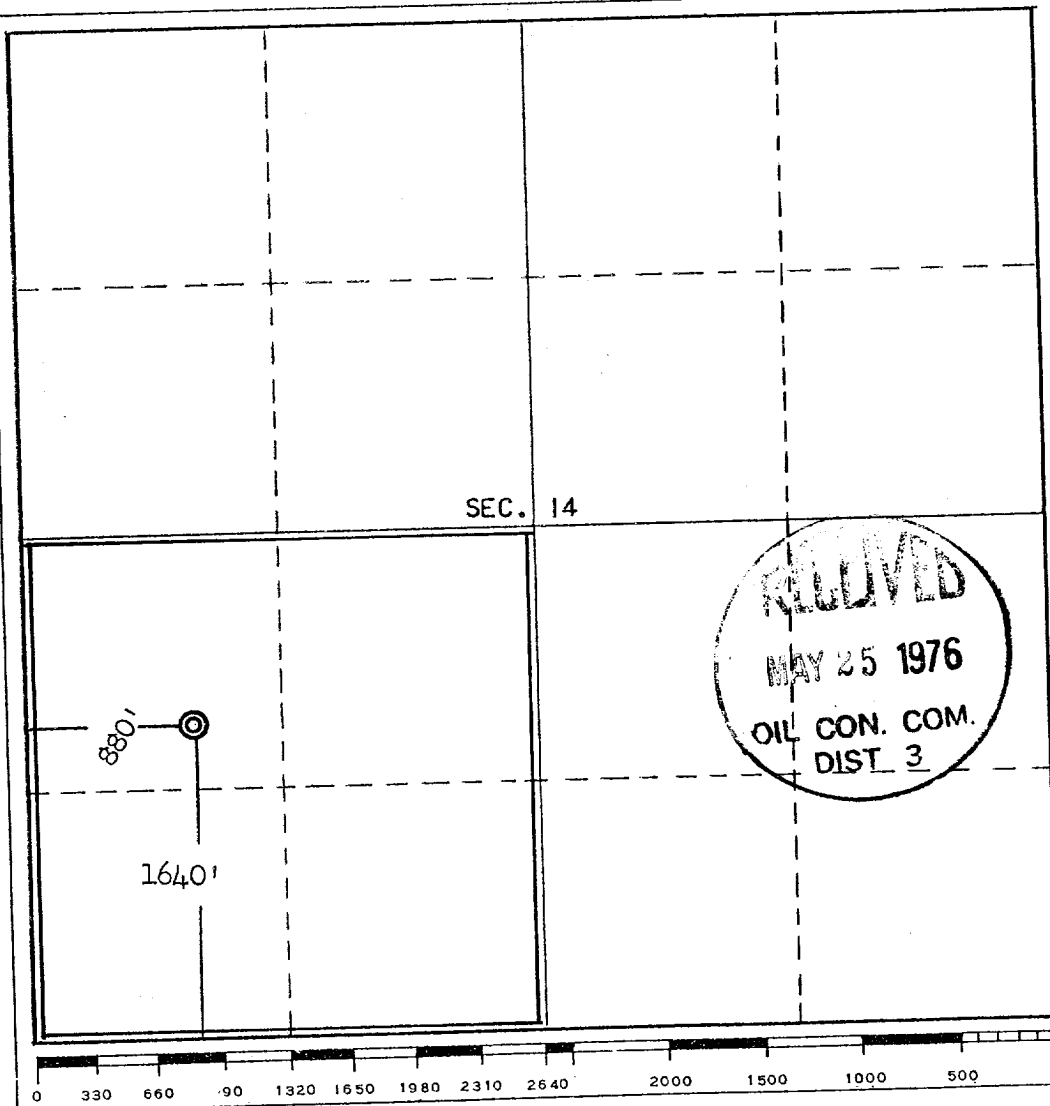 SEC. 14
RECEIVED
MAY 25 1976
OIL CON. COM.
DIST. 3
880'
1640'
0 330 660 90 1320 1650 1980 2310 2640 2000 1500 1000 500